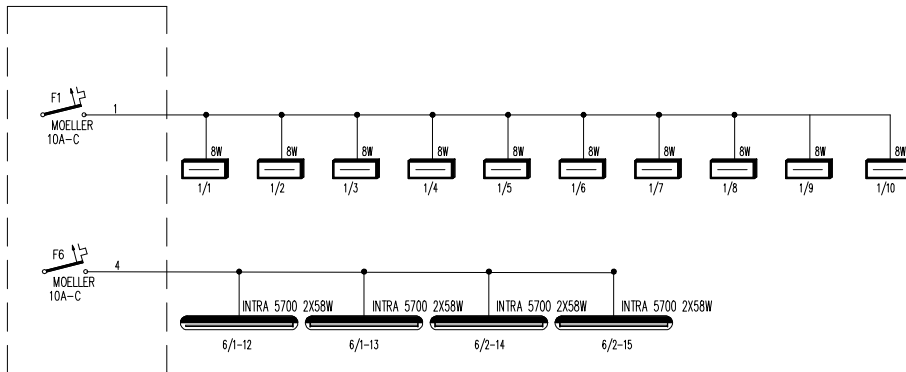 F1
1
MOELLER
10A-C
8W 8W 8W 8W 8W 8W 8W 8W 8W 8W
1/1 1/2 1/3 1/4 1/5 1/6 1/7 1/8 1/9 1/10
F6
4
MOELLER
10A-C
INTRA 5700 2X58W INTRA 5700 2X58W INTRA 5700 2X58W INTRA 5700 2X58W
6/1-12 6/1-13 6/2-14 6/2-15